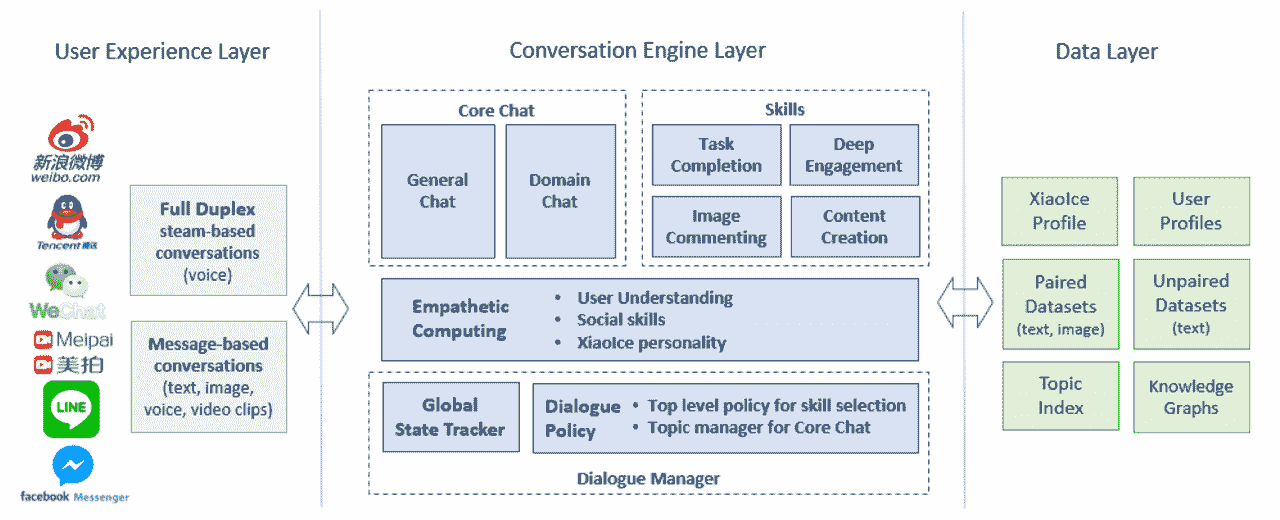 User Experience Layer
Conversation Engine Layer
Data Layer
新浪微博
weibo.com
Tencent 腾讯
WeChat
Meipai
美拍
LINE
facebook Messenger
Full Duplex
steam-based
conversations
(voice)
Message-based
conversations
(text, image,
voice, video clips)
Core Chat
General
Chat
Domain
Chat
Skills
Task
Completion
Deep
Engagement
Image
Commenting
Content
Creation
Empathetic
Computing
• User Understanding
• Social skills
• XiaoIce personality
Global
State Tracker
Dialogue
Policy
• Top level policy for skill selection
• Topic manager for Core Chat
Dialogue Manager
XiaoIce
Profile
User
Profiles
Paired
Datasets
(text, image)
Unpaired
Datasets
(text)
Topic
Index
Knowledge
Graphs